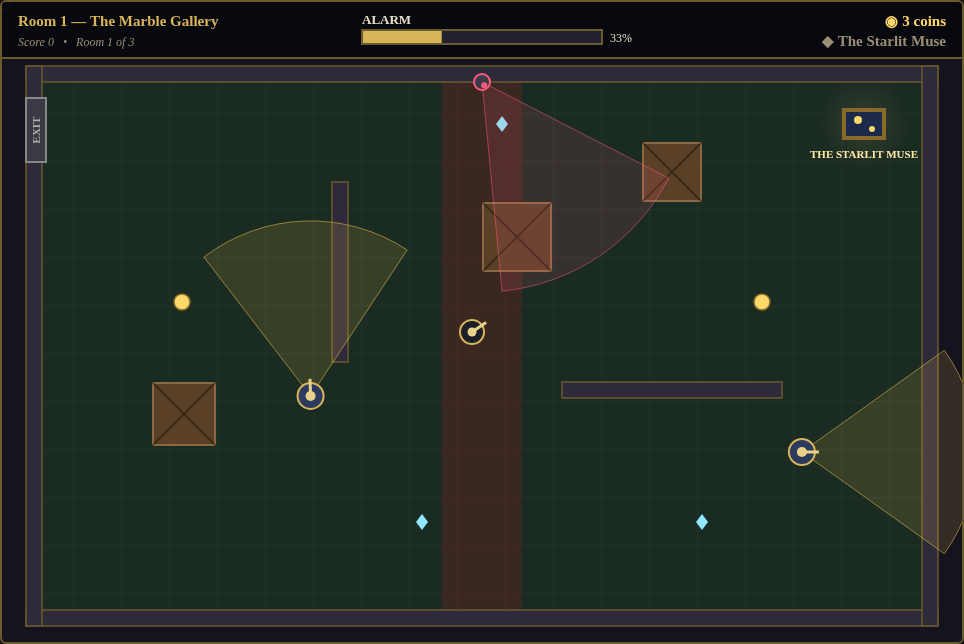 Room 1 — The Marble Gallery
Score 0 • Room 1 of 3
ALARM
33%
◉ 3 coins
◆ The Starlit Muse
EXIT
THE STARLIT MUSE